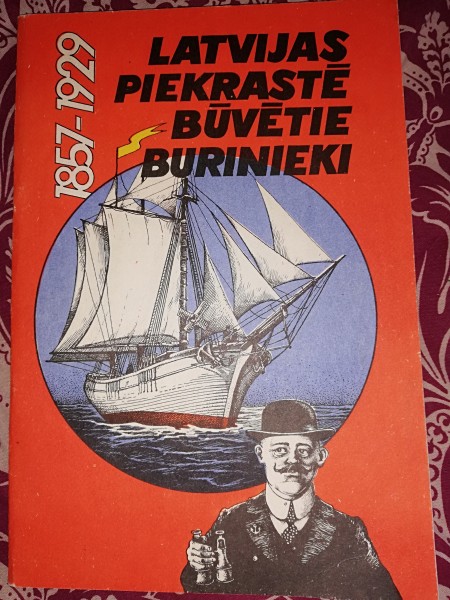 LATVIJAS
PIEKRASTĒ
BŪVĒTIE
BURINIEKI
1857-1929